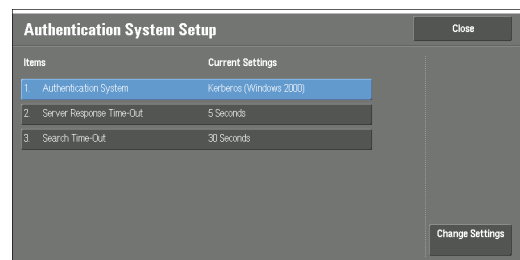 Authentication System Setup
Close
Items Current Settings
1. Authentication System Kerberos (Windows 2000)
2. Server Response Time-Out 5 Seconds
3. Search Time-Out 30 Seconds
Change Settings